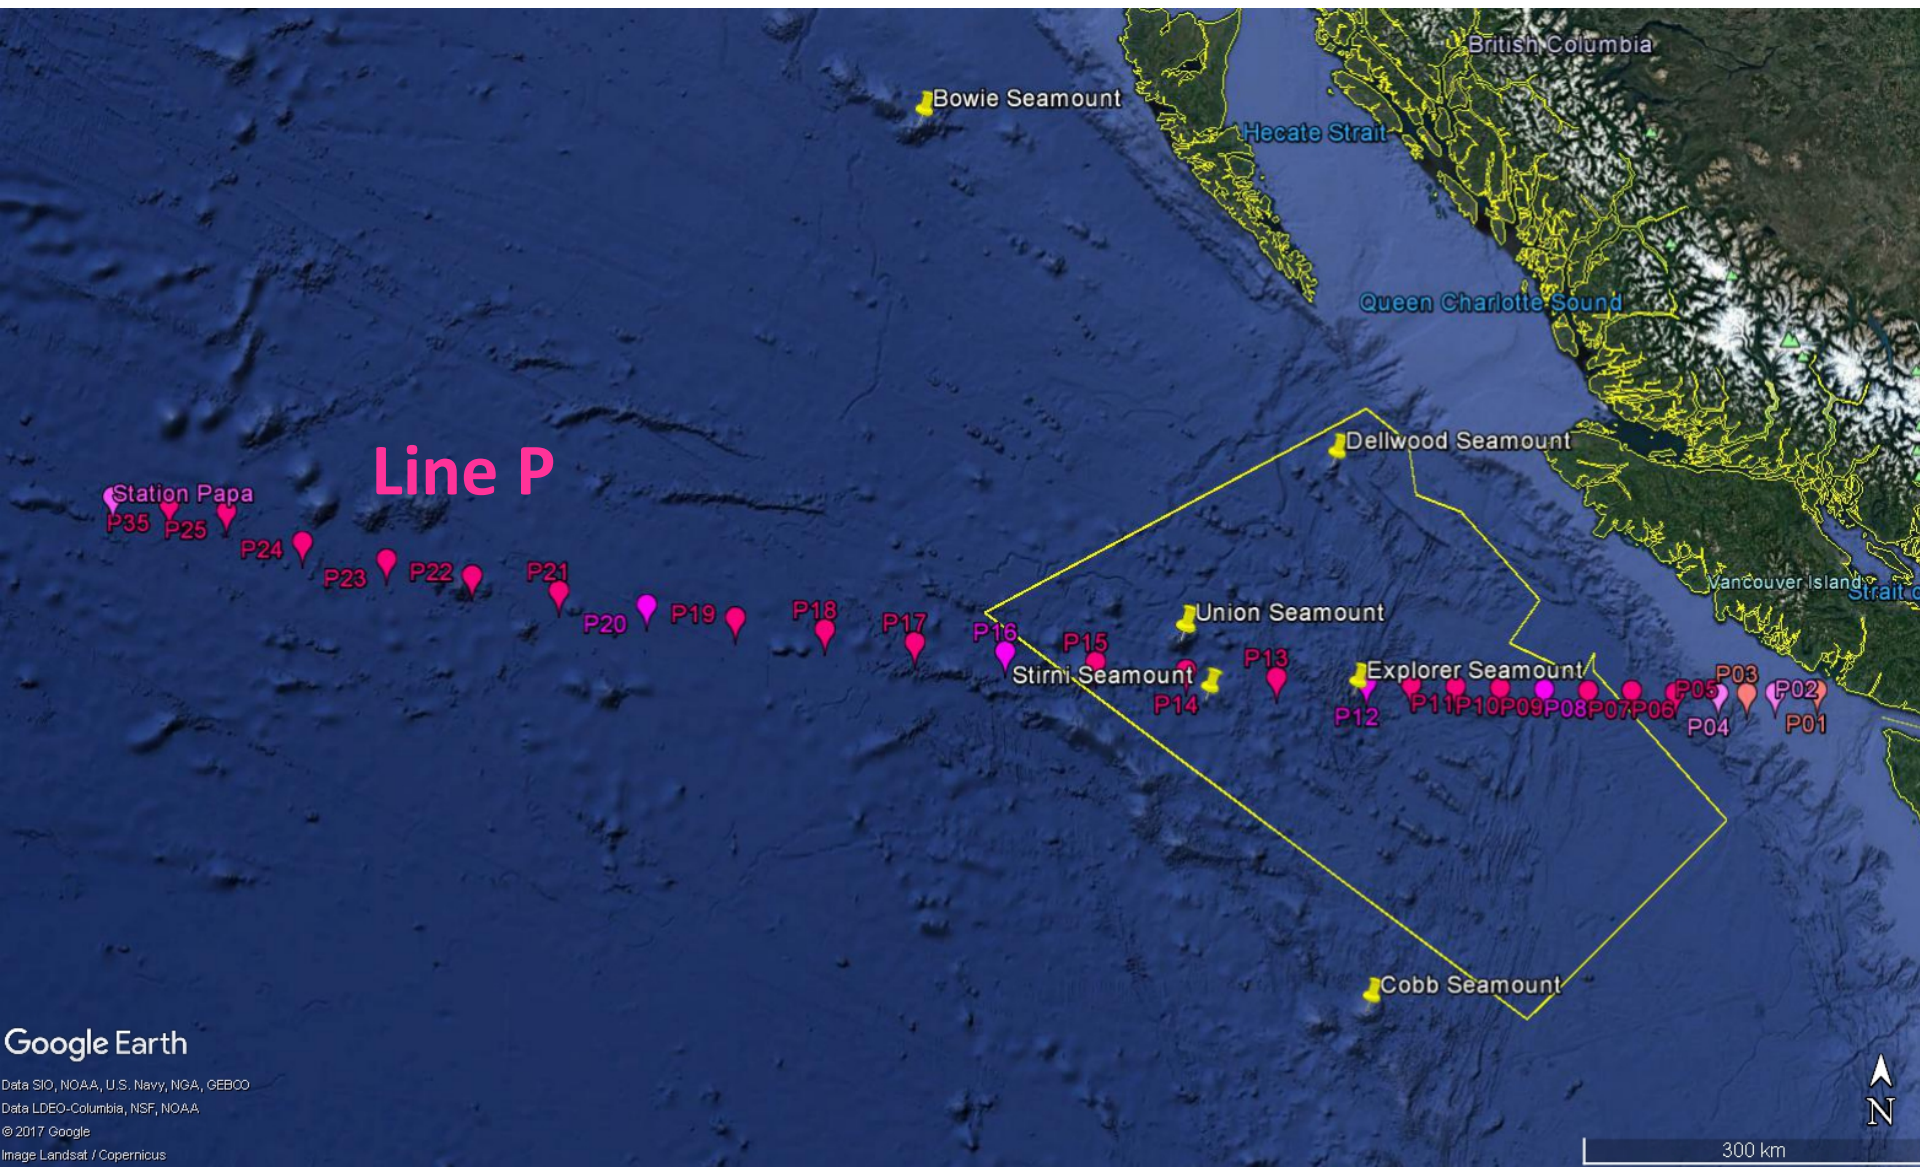 British Columbia
Bowie Seamount
Hecate Strait
Queen Charlotte Sound
Dellwood Seamount
Line P
Station Papa
P35
P25
P24
P23
P22
P21
P20
P19
P18
P17
P16
P15
Union Seamount
Vancouver Island
Strait o
Stirni Seamount
P14
P13
Explorer Seamount
P12
P11
P10
P09
P08
P07
P06
P05
P04
P03
P02
P01
Cobb Seamount
Google Earth
Data SIO, NOAA, U.S. Navy, NGA, GEBCO
Data LDEO-Columbia, NSF, NOAA
© 2017 Google
Image Landsat / Copernicus
N
300 km